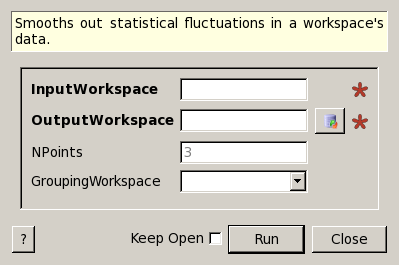 Smooths out statistical fluctuations in a workspace's
data.
InputWorkspace
OutputWorkspace
NPoints 3
GroupingWorkspace
? Keep Open Run Close